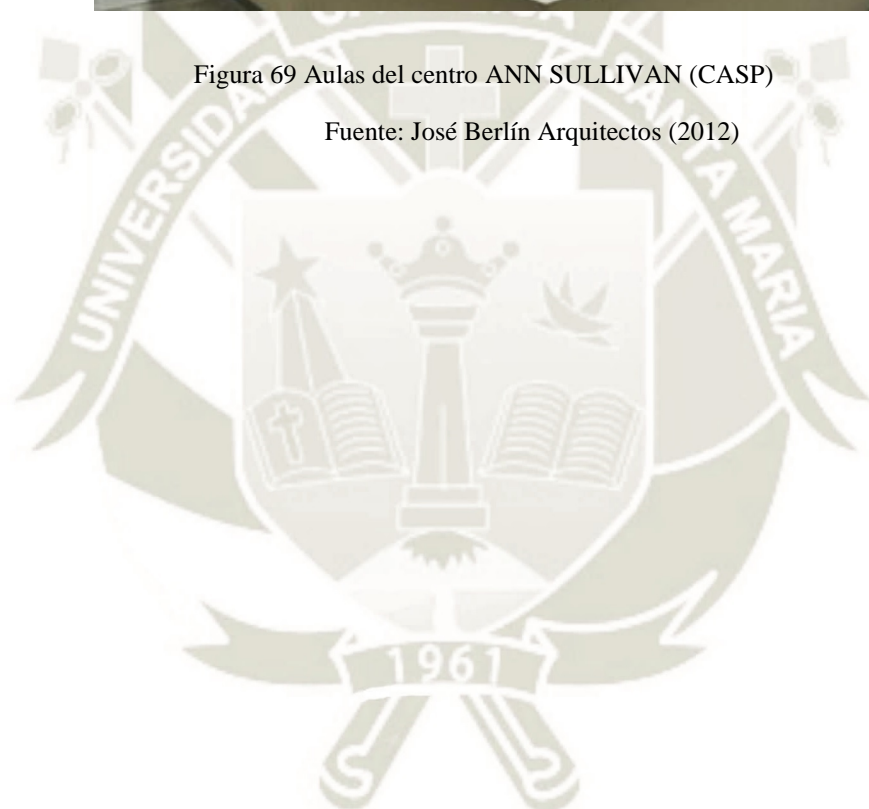 Figura 69 Aulas del centro ANN SULLIVAN (CASP)
Fuente: José Berlín Arquitectos (2012)
UNIVERSIDAD
SANTA MARIA
1961